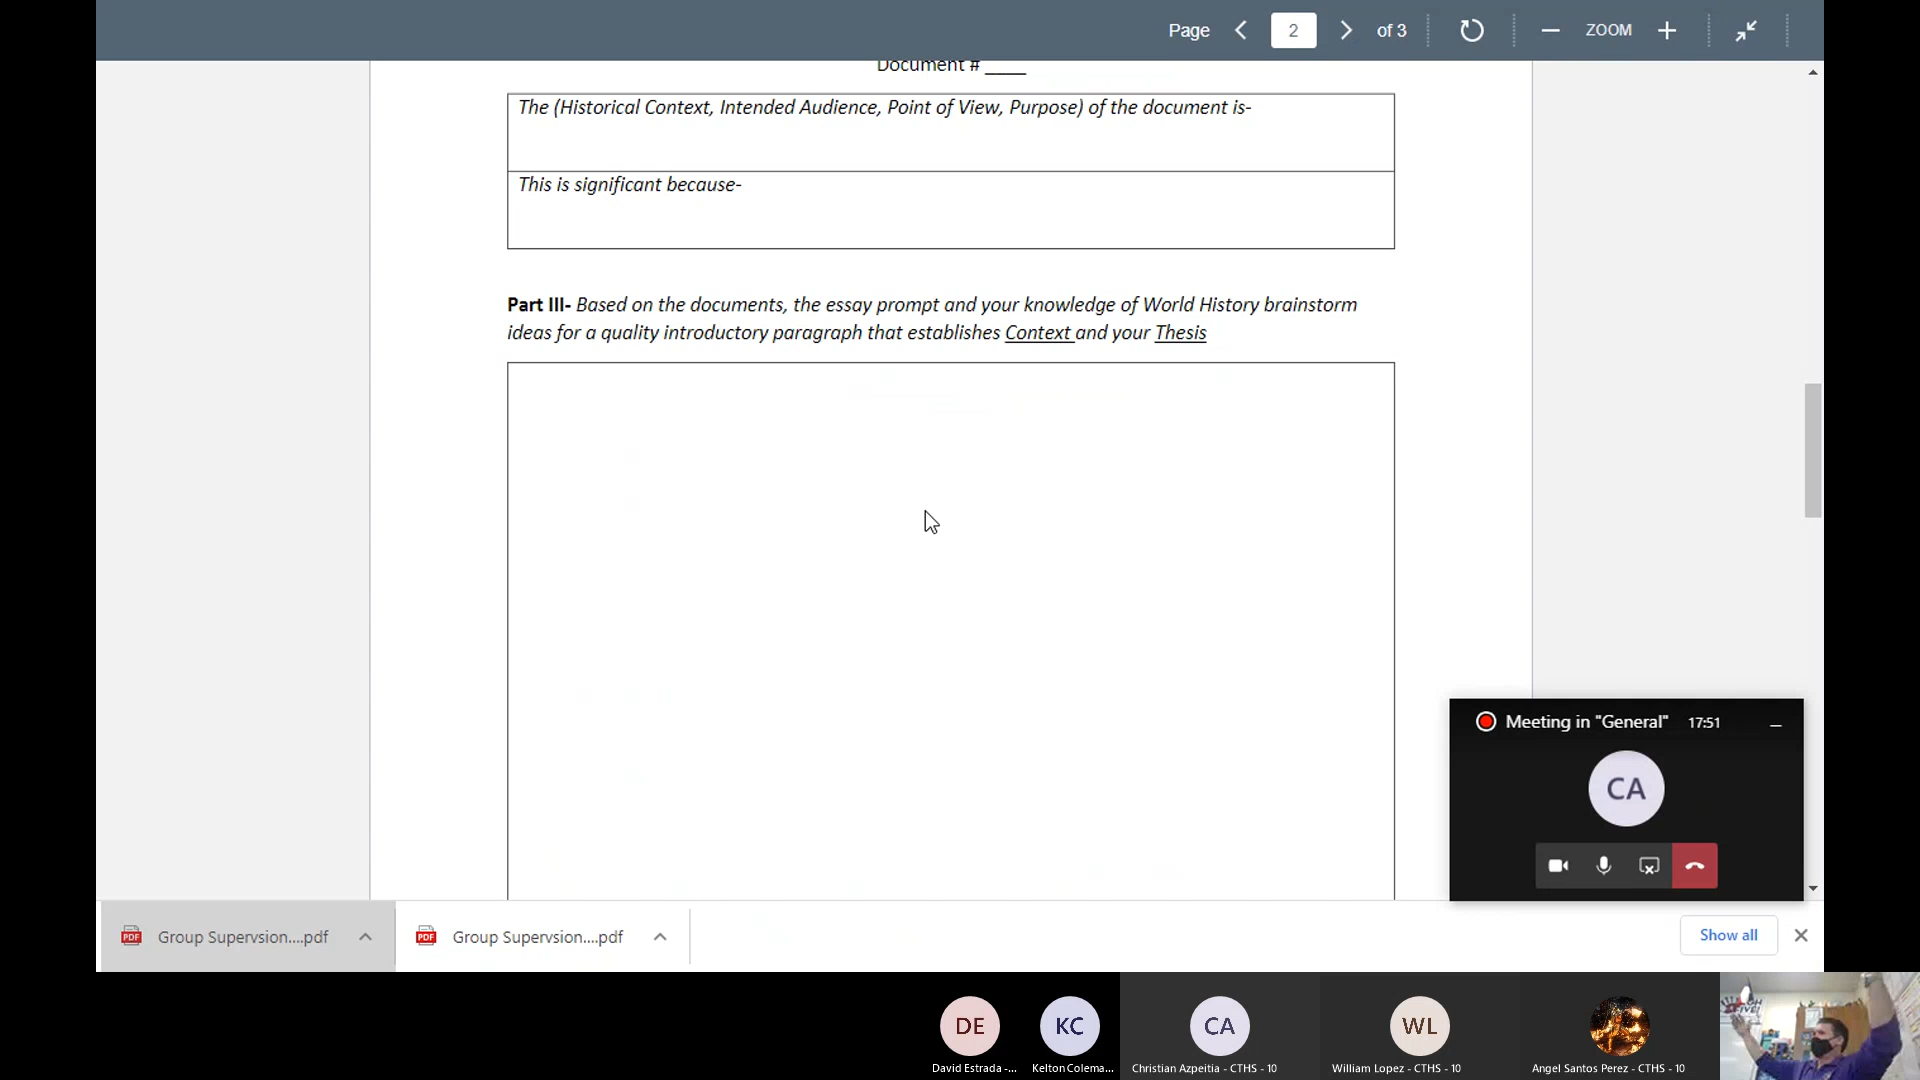 Page 2 of 3 ZOOM
Document # ____
The (Historical Context, Intended Audience, Point of View, Purpose) of the document is-
This is significant because-
Part III- Based on the documents, the essay prompt and your knowledge of World History brainstorm
ideas for a quality introductory paragraph that establishes Context and your Thesis
Meeting in "General" 17:51
CA
Group Supervsion....pdf
Group Supervsion....pdf
Show all
DE
KC
CA
WL
David Estrada -...
Kelton Colema...
Christian Azpeitia - CTHS - 10
William Lopez - CTHS - 10
Angel Santos Perez - CTHS - 10